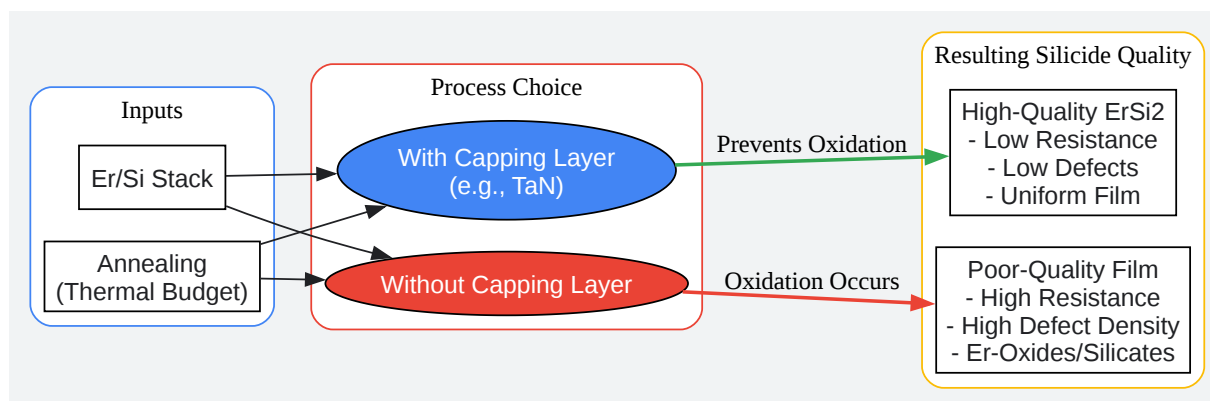 Inputs
Er/Si Stack
Annealing
(Thermal Budget)
Process Choice
With Capping Layer
(e.g., TaN)
Without Capping Layer
Prevents Oxidation
Oxidation Occurs
Resulting Silicide Quality
High-Quality ErSi2
- Low Resistance
- Low Defects
- Uniform Film
Poor-Quality Film
- High Resistance
- High Defect Density
- Er-Oxides/Silicates